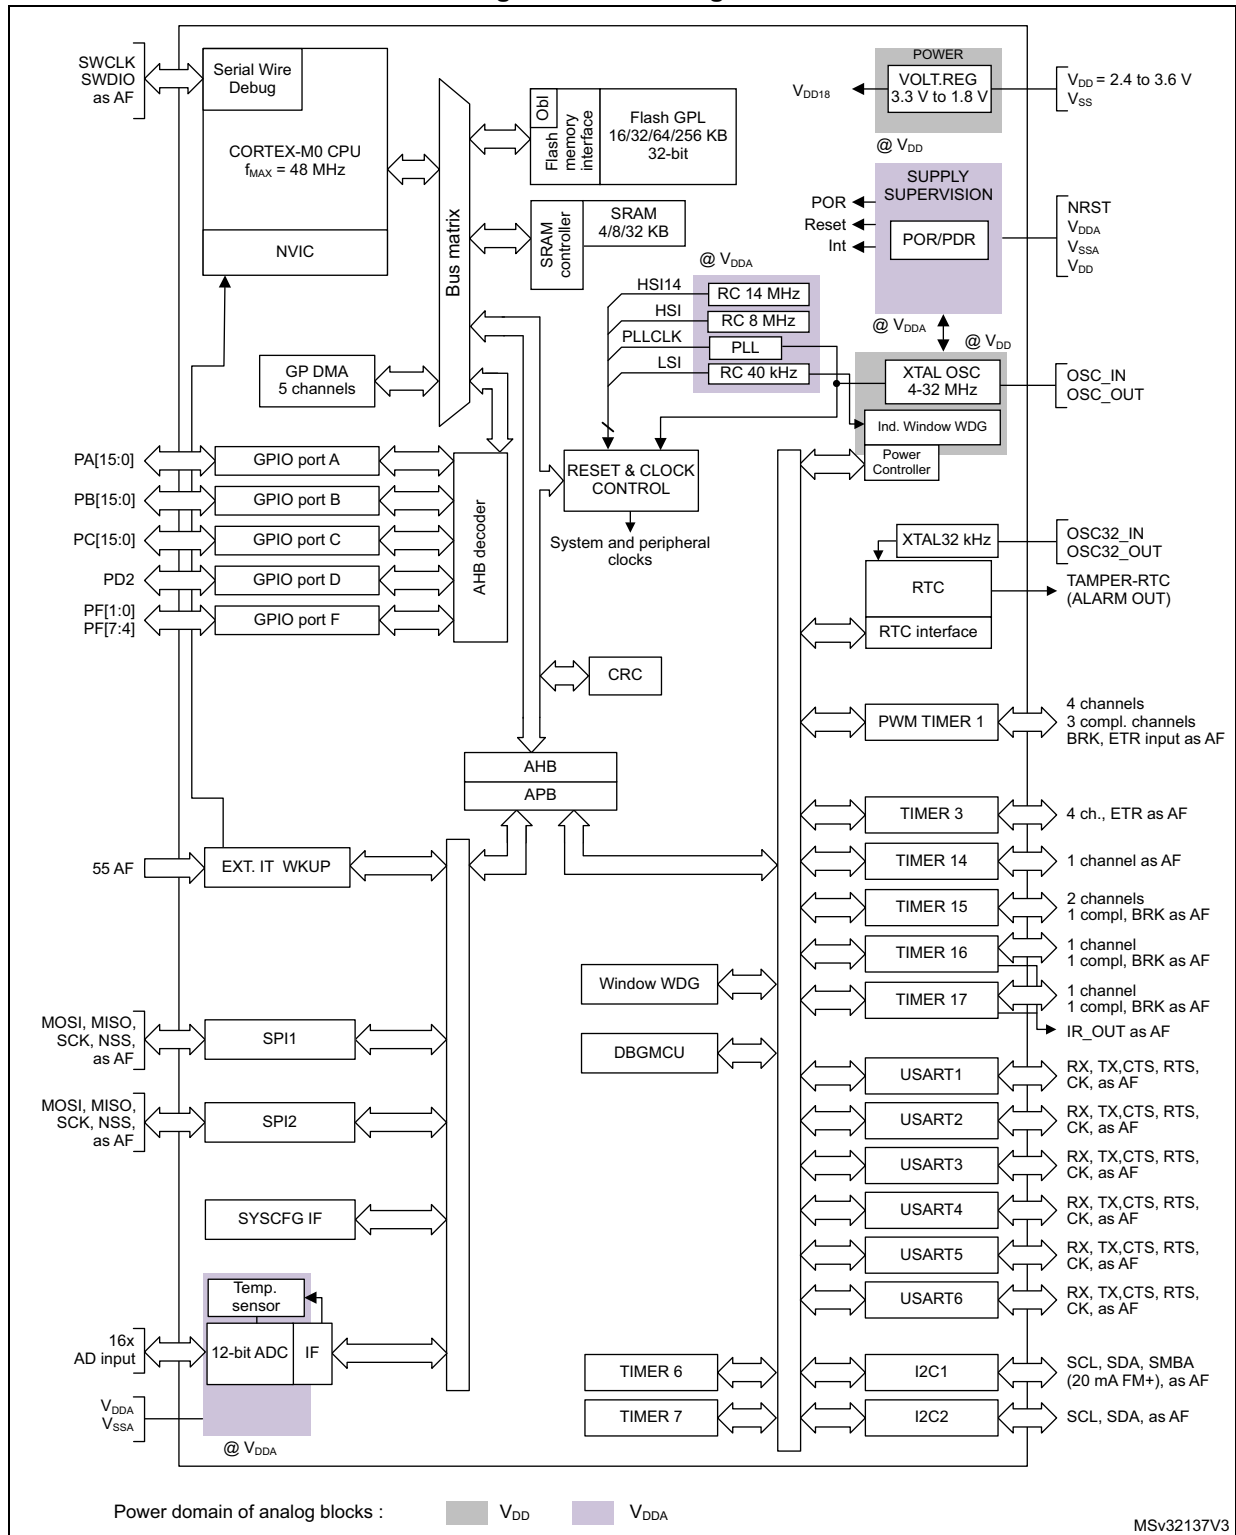 SWCLK
SWDIO
as AF
Serial Wire
Debug
CORTEX-M0 CPU
fMAX = 48 MHz
NVIC
Bus matrix
Obl
Flash
memory
interface
Flash GPL
16/32/64/256 KB
32-bit
SRAM
controller
SRAM
4/8/32 KB
POWER
VOLT.REG
3.3 V to 1.8 V
VDD18
VDD = 2.4 to 3.6 V
VSS
@ VDD
SUPPLY
SUPERVISION
POR/PDR
POR
Reset
Int
NRST
VDDA
VSSA
VDD
@ VDDA
@ VDDA
@ VDD
HSI14
HSI
PLLCLK
LSI
RC 14 MHz
RC 8 MHz
PLL
RC 40 kHz
XTAL OSC
4-32 MHz
OSC_IN
OSC_OUT
Ind. Window WDG
Power
Controller
GP DMA
5 channels
PA[15:0]
GPIO port A
PB[15:0]
GPIO port B
PC[15:0]
GPIO port C
PD2
GPIO port D
PF[1:0]
PF[7:4]
GPIO port F
AHB decoder
RESET & CLOCK
CONTROL
System and peripheral
clocks
XTAL32 kHz
OSC32_IN
OSC32_OUT
RTC
TAMPER-RTC
(ALARM OUT)
RTC interface
CRC
AHB
APB
PWM TIMER 1
4 channels
3 compl. channels
BRK, ETR input as AF
TIMER 3
4 ch., ETR as AF
55 AF
EXT. IT WKUP
TIMER 14
1 channel as AF
TIMER 15
2 channels
1 compl, BRK as AF
TIMER 16
1 channel
1 compl, BRK as AF
Window WDG
TIMER 17
1 channel
1 compl, BRK as AF
IR_OUT as AF
MOSI, MISO,
SCK, NSS,
as AF
SPI1
DBGMCU
USART1
RX, TX,CTS, RTS,
CK, as AF
MOSI, MISO,
SCK, NSS,
as AF
SPI2
USART2
RX, TX,CTS, RTS,
CK, as AF
USART3
RX, TX,CTS, RTS,
CK, as AF
SYSCFG IF
USART4
RX, TX,CTS, RTS,
CK, as AF
USART5
RX, TX,CTS, RTS,
CK, as AF
USART6
RX, TX,CTS, RTS,
CK, as AF
Temp.
sensor
16x
AD input
12-bit ADC
IF
VDDA
VSSA
@ VDDA
TIMER 6
I2C1
SCL, SDA, SMBA
(20 mA FM+), as AF
TIMER 7
I2C2
SCL, SDA, as AF
Power domain of analog blocks :
VDD
VDDA
MSv32137V3